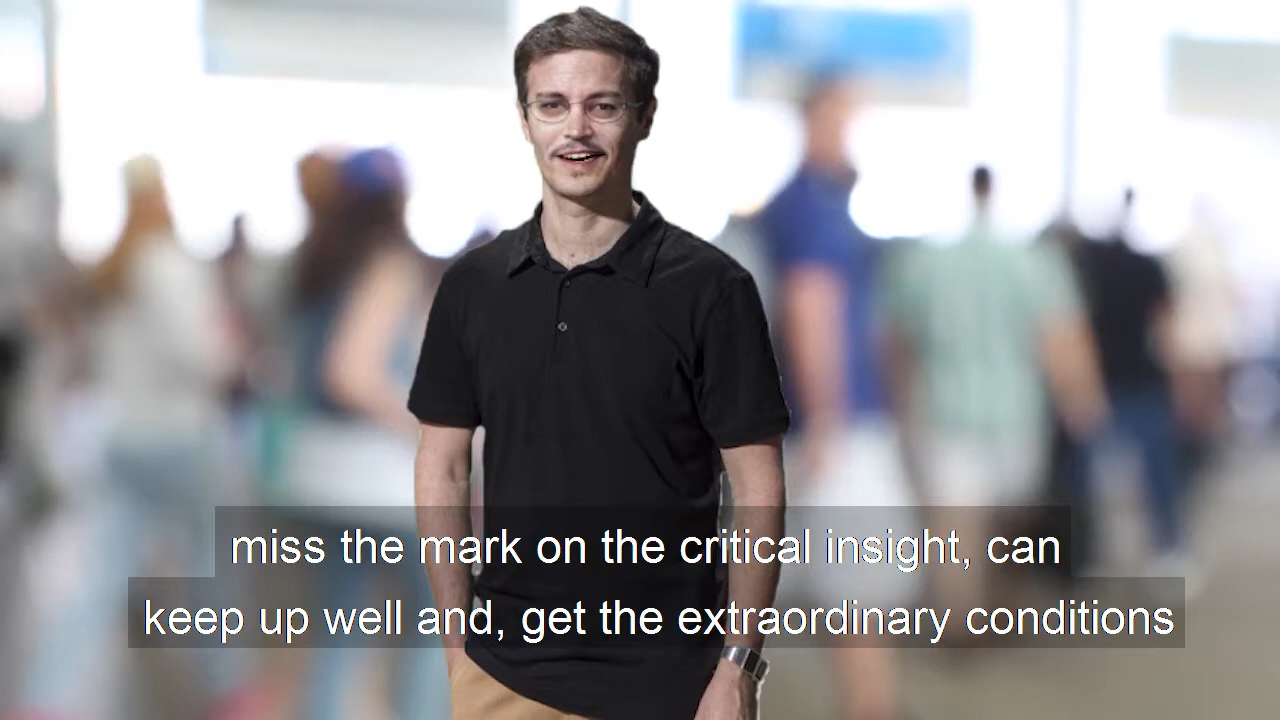 miss the mark on the critical insight, can
keep up well and, get the extraordinary conditions